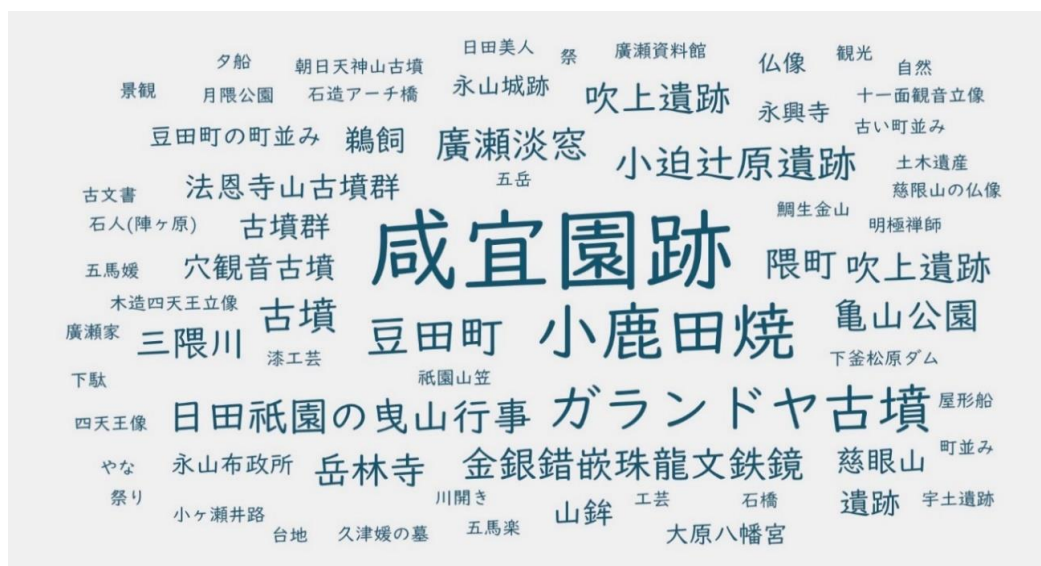 日田美人
祭
廣瀬資料館
観光
夕船
朝日天神山古墳
仏像
自然
景観
月隈公園
石造アーチ橋
永山城跡
吹上遺跡
永興寺
十一面観音立像
豆田町の町並み
鵜飼
廣瀬淡窓
小迫辻原遺跡
古い町並み
土木遺産
古文書
法恩寺山古墳群
五岳
慈限山の仏像
石人(陣ヶ原)
古墳群
咸宜園跡
鯛生金山
明極禅師
五馬媛
穴観音古墳
隈町
吹上遺跡
木造四天王立像
古墳
豆田町
小鹿田焼
亀山公園
廣瀬家
三隈川
漆工芸
下釜松原ダム
下駄
祇園山笠
四天王像
日田祇園の曳山行事
ガランドヤ古墳
屋形船
やな
永山布政所
岳林寺
金銀錯嵌珠龍文鉄鏡
慈眼山
町並み
祭り
川開き
工芸
石橋
遺跡
宇土遺跡
小ヶ瀬井路
台地
久津媛の墓
五馬楽
山鉾
大原八幡宮